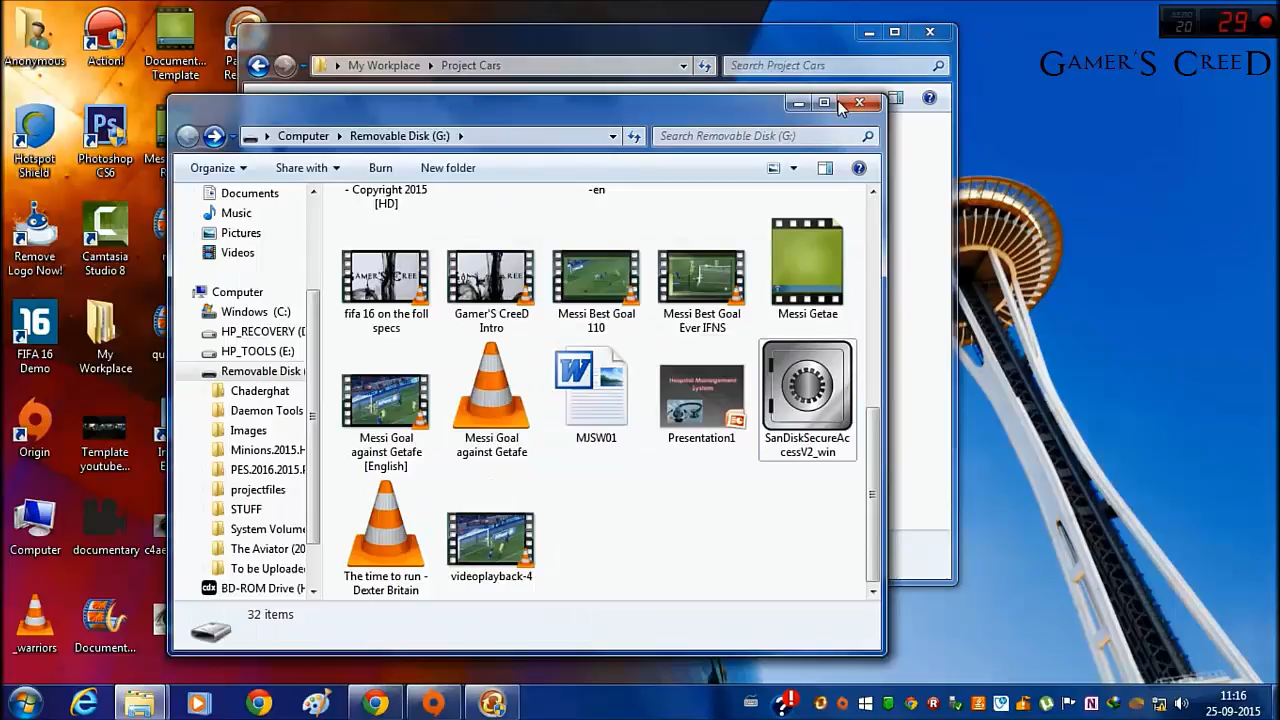 MEMO
20
29
GAMER'S CREED
Anonymous
Action!
Document...
Template
Hotspot
Shield
Photoshop
CS6
Remove
Logo Now!
Camtasia
Studio 8
FIFA 16
Demo
My
Workplace
Origin
Template
youtube...
Computer
documentary
_warriors
Document...
My Workplace
Project Cars
Search Project Cars
Computer
Removable Disk (G:)
Search Removable Disk (G:)
Organize
Share with
Burn
New folder
Documents
Music
Pictures
Videos
Computer
Windows (C:)
HP_RECOVERY (D
HP_TOOLS (E:)
Removable Disk
Chaderghat
Daemon Tools
Images
Minions.2015.H
PES.2016.2015.
projectfiles
STUFF
System Volume
The Aviator (20
To be Uploade
BD-ROM Drive (H
- Copyright 2015
[HD]
-en
fifa 16 on the foll
specs
Gamer'S CreeD
Intro
Messi Best Goal
110
Messi Best Goal
Ever IFNS
Messi Getae
Messi Goal
against Getafe
[English]
Messi Goal
against Getafe
MJSW01
Hospital Management
System
Presentation1
SanDiskSecureAc
cessV2_win
The time to run -
Dexter Britain
videoplayback-4
32 items
11:16
25-09-2015